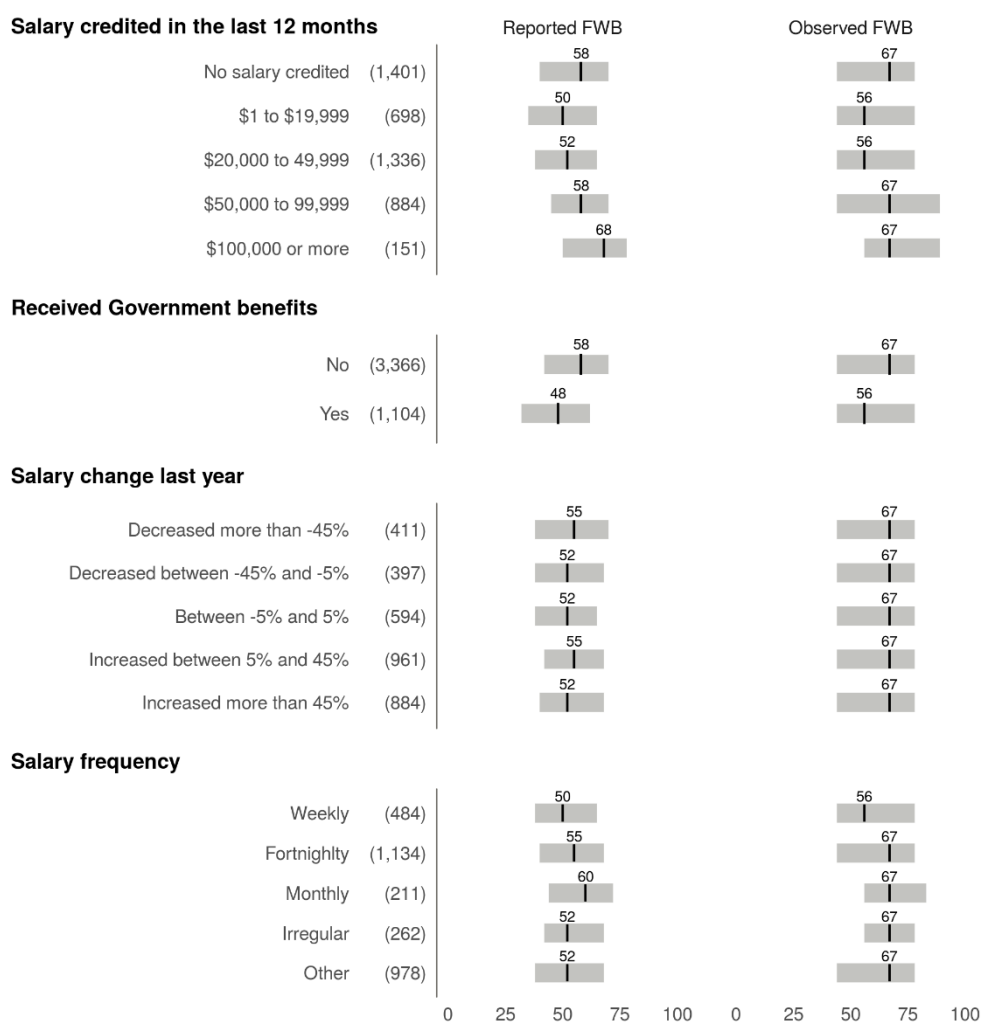 Salary credited in the last 12 months Reported FWB Observed FWB
No salary credited (1,401) 58 67
$1 to $19,999 (698) 50 56
$20,000 to 49,999 (1,336) 52 56
$50,000 to 99,999 (884) 58 67
$100,000 or more (151) 68 67
Received Government benefits
No (3,366) 58 67
Yes (1,104) 48 56
Salary change last year
Decreased more than -45% (411) 55 67
Decreased between -45% and -5% (397) 52 67
Between -5% and 5% (594) 52 67
Increased between 5% and 45% (961) 55 67
Increased more than 45% (884) 52 67
Salary frequency
Weekly (484) 50 56
Fortnighlty (1,134) 55 67
Monthly (211) 60 67
Irregular (262) 52 67
Other (978) 52 67
0 25 50 75 100 0 25 50 75 100